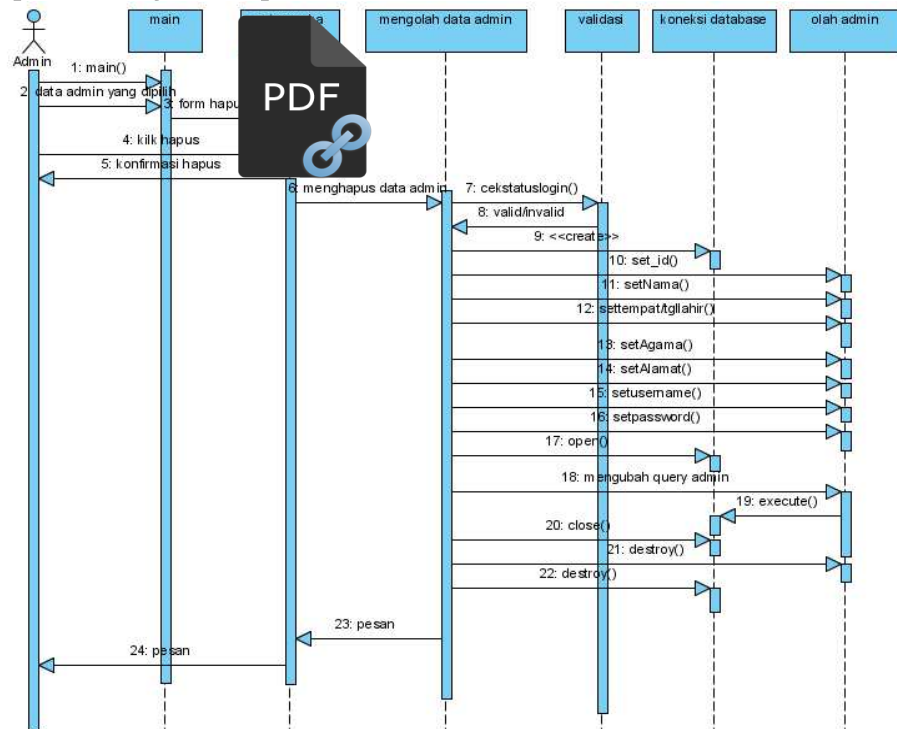 main
mengolah data admin
validasi
koneksi database
olah admin
Admin
PDF
1: main()
2: data admin yang dipilih
3: form hapu
4: kilk hapus
5: konfirmasi hapus
6: menghapus data admin
7: cekstatuslogin()
8: valid/invalid
9: <<create>>
10: set_id()
11: setNama()
12: settempat/tgllahir()
13: setAgama()
14: setAlamat()
15: setusername()
16: setpassword()
17: open()
18: mengubah query admin
19: execute()
20: close()
21: destroy()
22: destroy()
23: pesan
24: pesan